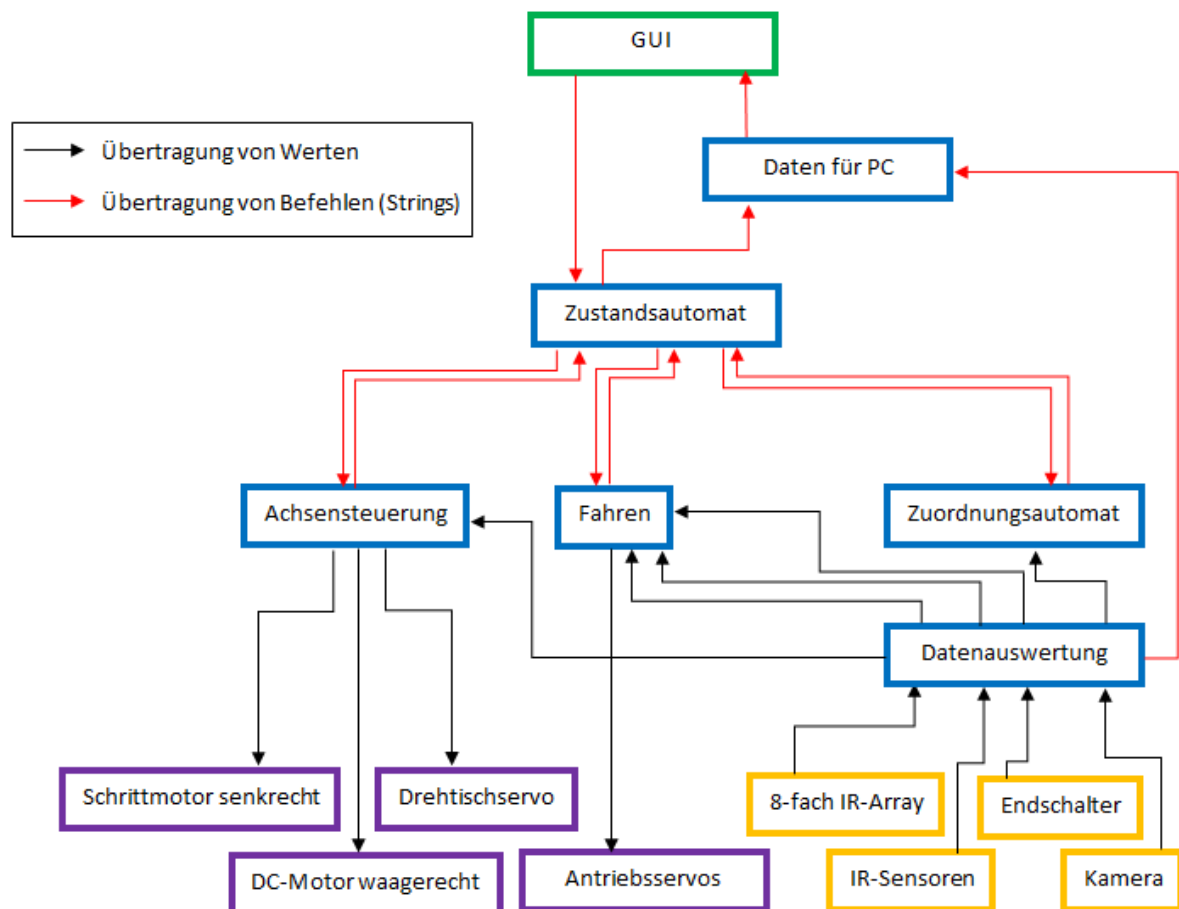 GUI
Übertragung von Werten
Übertragung von Befehlen (Strings)
Daten für PC
Zustandsautomat
Achsensteuerung
Fahren
Zuordnungsautomat
Datenauswertung
Schrittmotor senkrecht
Drehtischservo
8-fach IR-Array
Endschalter
DC-Motor waagerecht
Antriebsservos
IR-Sensoren
Kamera